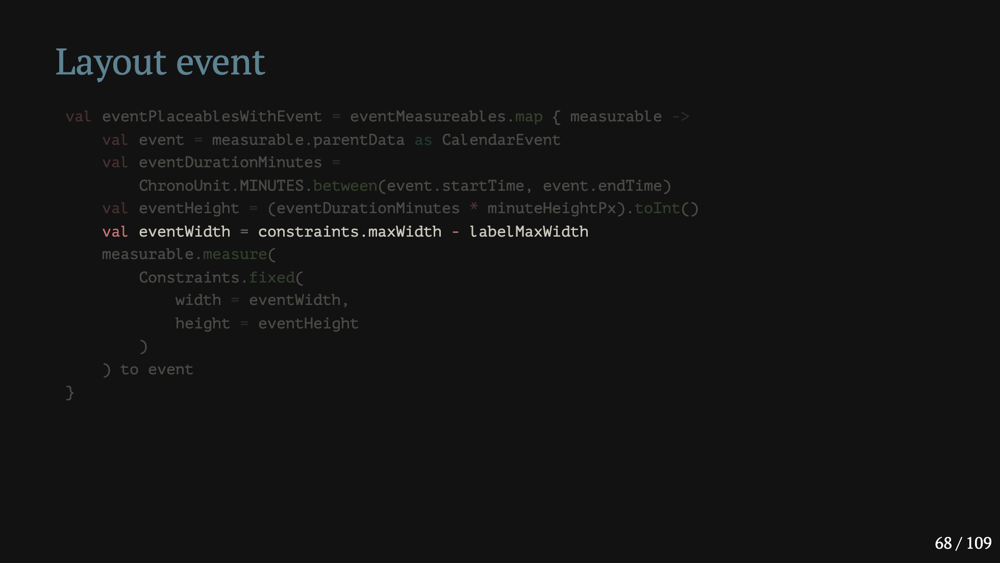 Layout event
val eventPlaceablesWithEvent = eventMeasureables.map { measurable ->
    val event = measurable.parentData as CalendarEvent
    val eventDurationMinutes =
        ChronoUnit.MINUTES.between(event.startTime, event.endTime)
    val eventHeight = (eventDurationMinutes * minuteHeightPx).toInt()
    val eventWidth = constraints.maxWidth - labelMaxWidth
    measurable.measure(
        Constraints.fixed(
            width = eventWidth,
            height = eventHeight
        )
    ) to event
}
68 / 109